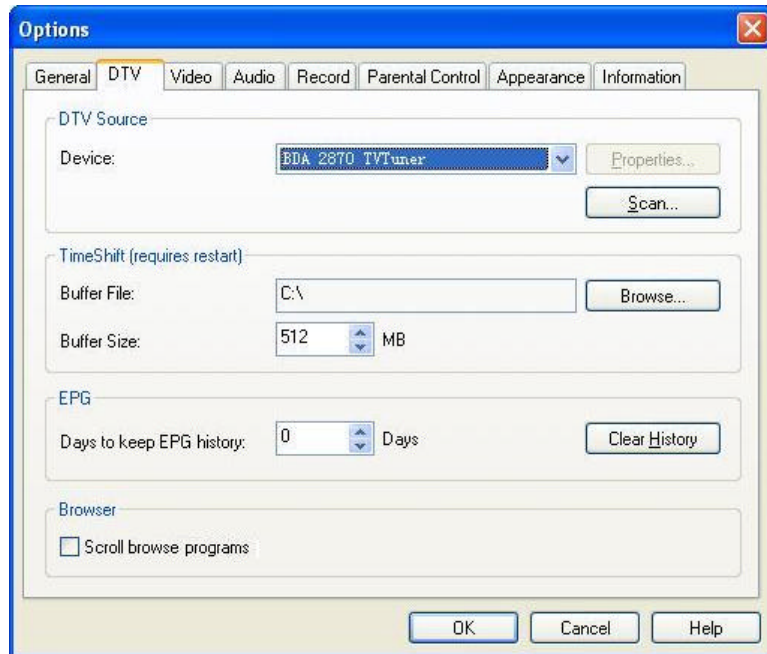 Options
General DTV Video Audio Record Parental Control Appearance Information
DTV Source
Device: BDA 2870 TVTuner Properties...
Scan...
TimeShift (requires restart)
Buffer File: C:\ Browse...
Buffer Size: 512 MB
EPG
Days to keep EPG history: 0 Days Clear History
Browser
Scroll browse programs
OK Cancel Help